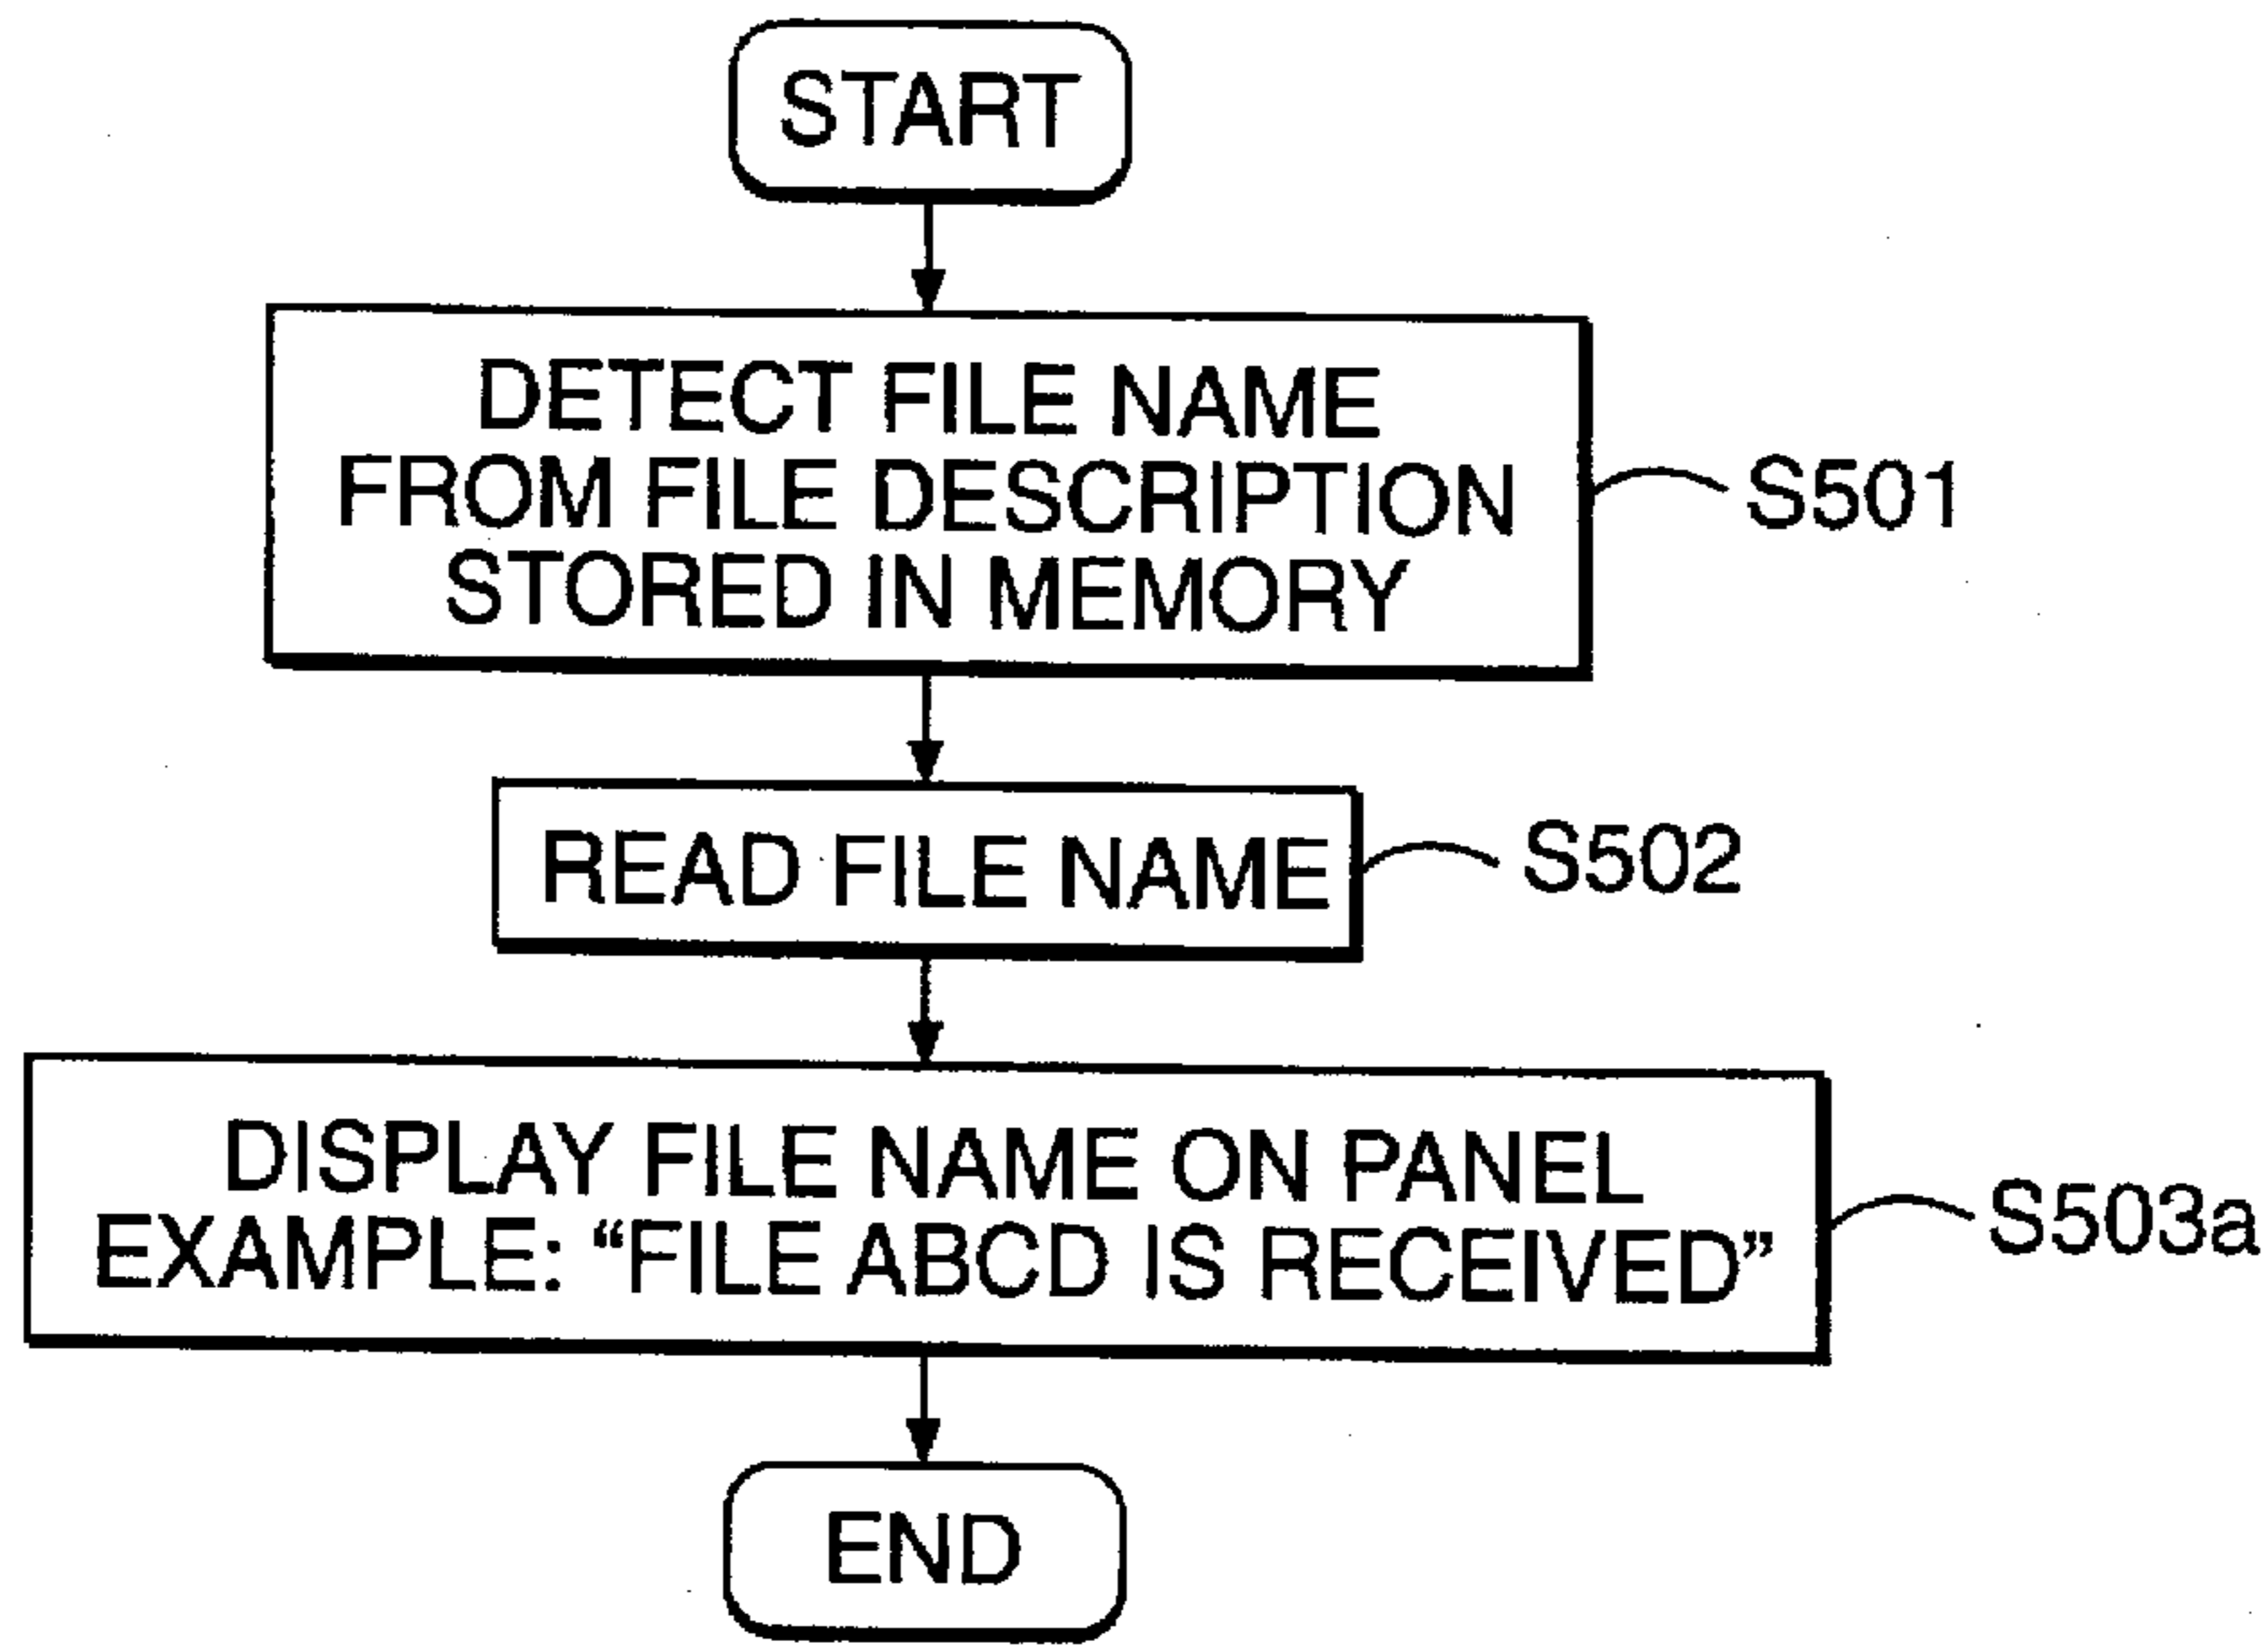 START
DETECT FILE NAME
FROM FILE DESCRIPTION
STORED IN MEMORY
S501
READ FILE NAME
S502
DISPLAY FILE NAME ON PANEL
EXAMPLE: “FILE ABCD IS RECEIVED”
S503a
END